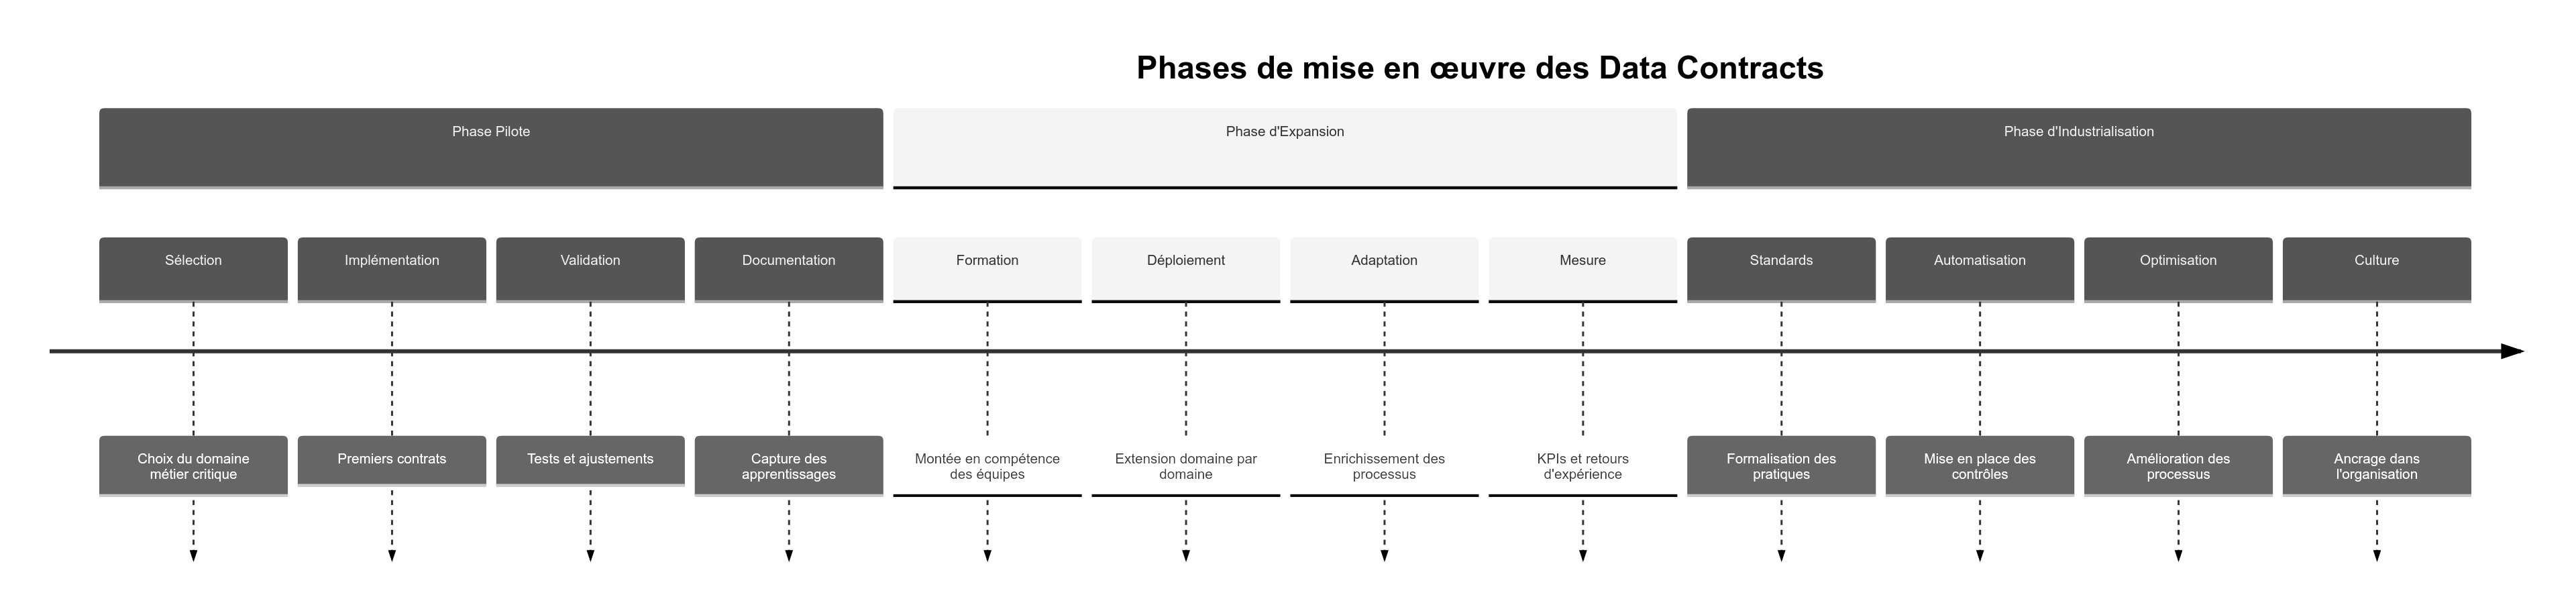 Phases de mise en œuvre des Data Contracts
Phase Pilote
Phase d'Expansion
Phase d'Industrialisation
Sélection
Implémentation
Validation
Documentation
Formation
Déploiement
Adaptation
Mesure
Standards
Automatisation
Optimisation
Culture
Choix du domaine
métier critique
Premiers contrats
Tests et ajustements
Capture des
apprentissages
Montée en compétence
des équipes
Extension domaine par
domaine
Enrichissement des
processus
KPIs et retours
d'expérience
Formalisation des
pratiques
Mise en place des
contrôles
Amélioration des
processus
Ancrage dans
l'organisation